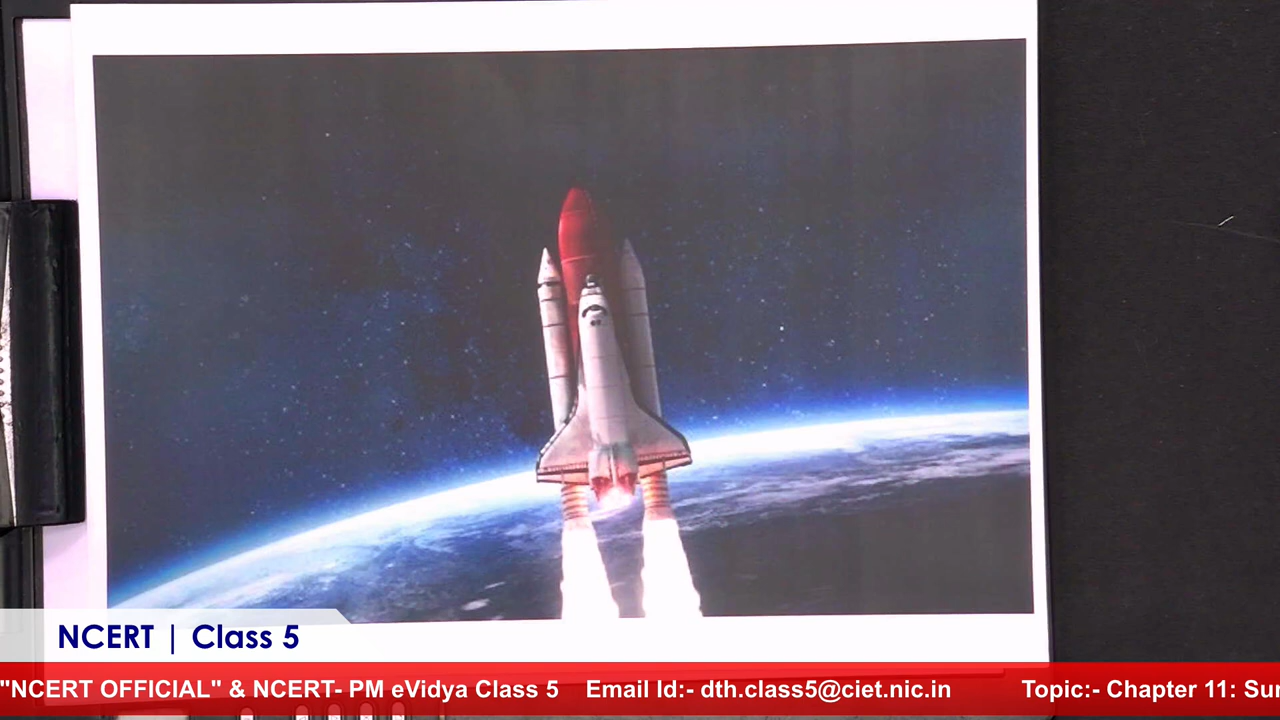 NCERT | Class 5
"NCERT OFFICIAL" & NCERT- PM eVidya Class 5 Email Id:- dth.class5@ciet.nic.in Topic:- Chapter 11: